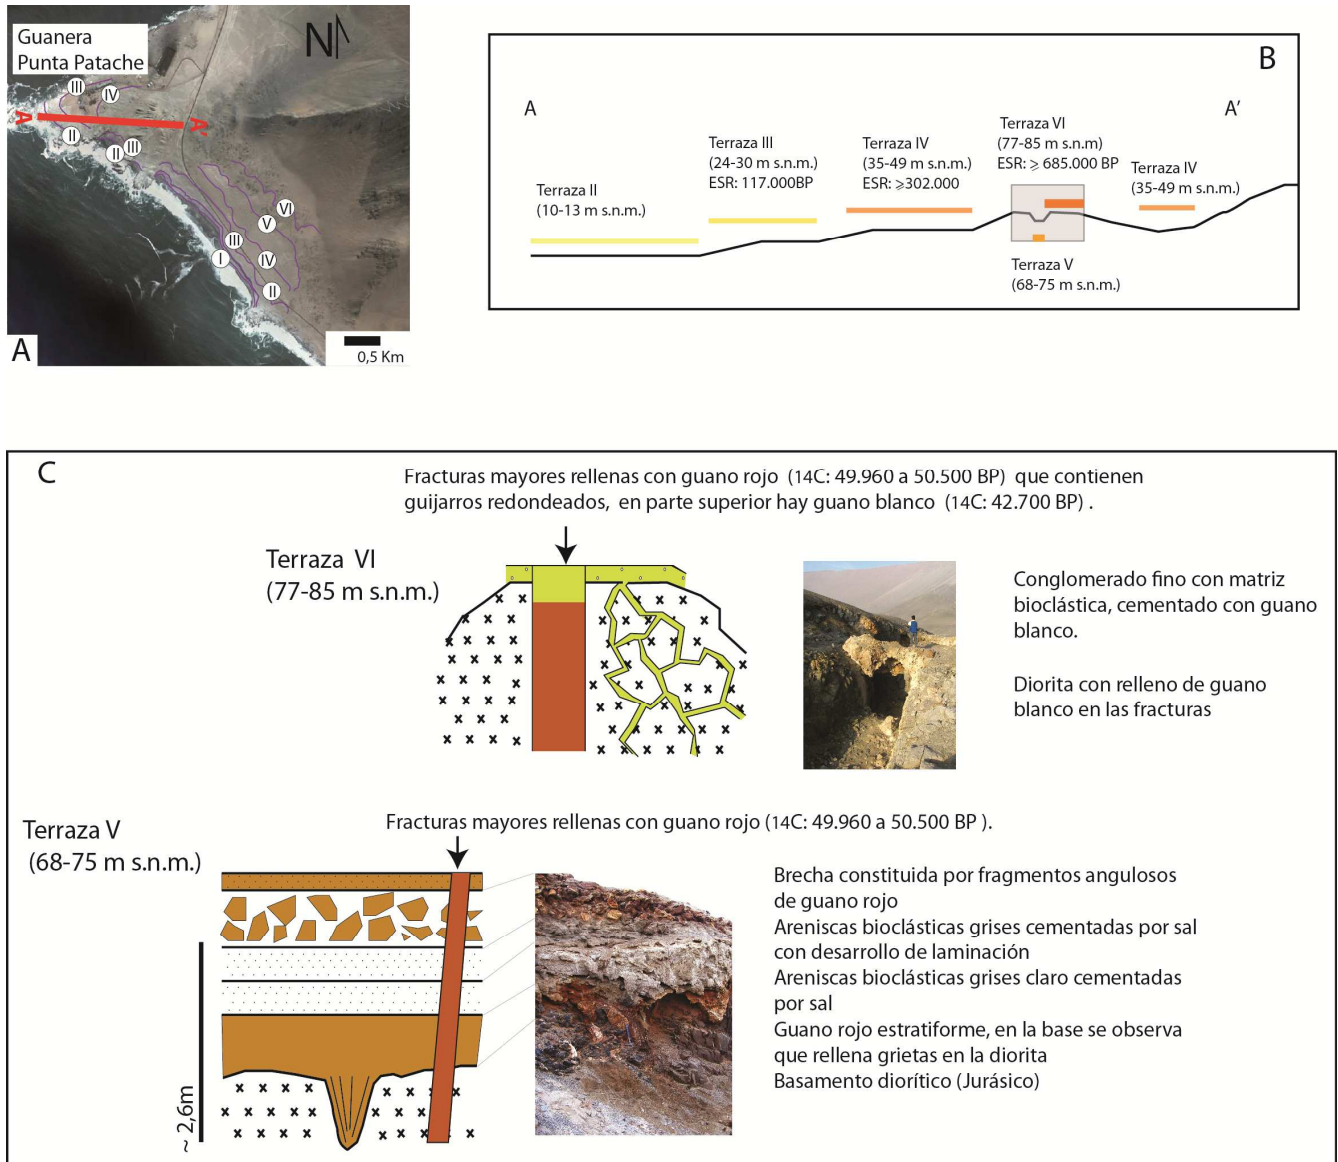 Guanera
Punta Patache
N
III
IV
A
A'
II
II
III
VI
V
III
I
IV
II
A
0,5 Km
B
A
A'
Terraza II
(10-13 m s.n.m.)
Terraza III
(24-30 m s.n.m.)
ESR: 117.000BP
Terraza IV
(35-49 m s.n.m.)
ESR: ⩾302.000
Terraza VI
(77-85 m s.n.m)
ESR: ⩾ 685.000 BP
Terraza IV
(35-49 m s.n.m.)
Terraza V
(68-75 m s.n.m.)
C
Fracturas mayores rellenas con guano rojo (14C: 49.960 a 50.500 BP) que contienen
guijarros redondeados, en parte superior hay guano blanco (14C: 42.700 BP) .
Terraza VI
(77-85 m s.n.m.)
Conglomerado fino con matriz
bioclástica, cementado con guano
blanco.
Diorita con relleno de guano
blanco en las fracturas
Terraza V
(68-75 m s.n.m.)
Fracturas mayores rellenas con guano rojo (14C: 49.960 a 50.500 BP ).
Brecha constituida por fragmentos angulosos
de guano rojo
Areniscas bioclásticas grises cementadas por sal
con desarrollo de laminación
Areniscas bioclásticas grises claro cementadas
por sal
Guano rojo estratiforme, en la base se observa
que rellena grietas en la diorita
Basamento diorítico (Jurásico)
~ 2,6m